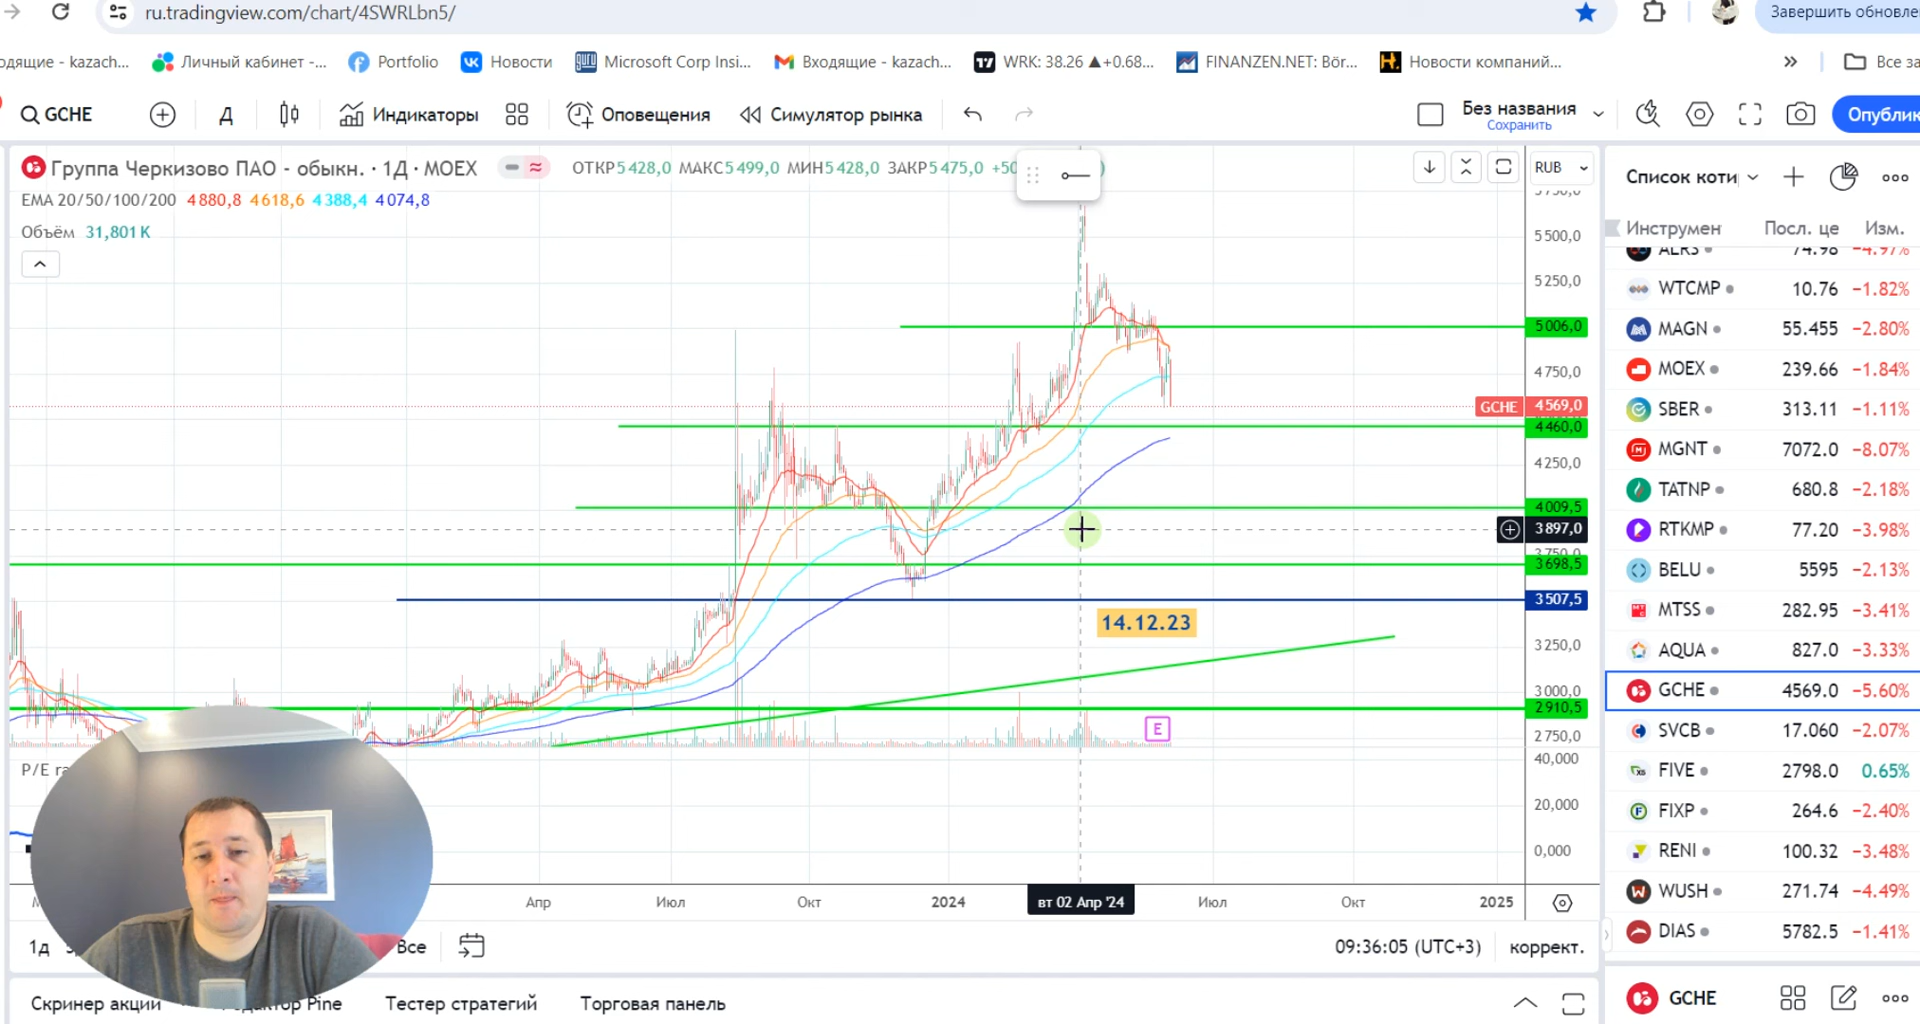 ru.tradingview.com/chart/4SWRLbn5/
Завершить обновле
одящие - kazach...
Личный кабинет -...
Portfolio
Новости
Microsoft Corp Insi...
Входящие - kazach...
WRK: 38.26 ▲+0.68...
FINANZEN.NET: Bör...
Новости компаний...
Все за
GCHE
Д
Индикаторы
Оповещения
Симулятор рынка
Без названия
Сохранить
Опублик
Группа Черкизово ПАО - обыкн. · 1Д · MOEX
ОТКР5 428,0 МАКС5 499,0 МИН5 428,0 ЗАКР5 475,0 +50
RUB
EMA 20/50/100/200 4 880,8 4 618,6 4 388,4 4 074,8
Объём 31,801 K
5 500,0
5 250,0
5 006,0
4 750,0
GCHE 4 569,0
4 460,0
4 250,0
4 009,5
3 897,0
3 750,0
3 698,5
3 507,5
14.12.23
3 250,0
3 000,0
2 910,5
2 750,0
E
P/E ra
40,000
20,000
0,000
Апр
Июл
Окт
2024
вт 02 Апр '24
Июл
Окт
2025
1д
Все
09:36:05 (UTC+3)
коррект.
Скринер акции
Pine
Тестер стратегий
Торговая панель
Список коти
Инструмен Посл. це Изм.
ALRS 74.98 −4.97%
WTCMP 10.76 −1.82%
MAGN 55.455 −2.80%
MOEX 239.66 −1.84%
SBER 313.11 −1.11%
MGNT 7072.0 −8.07%
TATNP 680.8 −2.18%
RTKMP 77.20 −3.98%
BELU 5595 −2.13%
MTSS 282.95 −3.41%
AQUA 827.0 −3.33%
GCHE 4569.0 −5.60%
SVCB 17.060 −2.07%
FIVE 2798.0 0.65%
FIXP 264.6 −2.40%
RENI 100.32 −3.48%
WUSH 271.74 −4.49%
DIAS 5782.5 −1.41%
GCHE